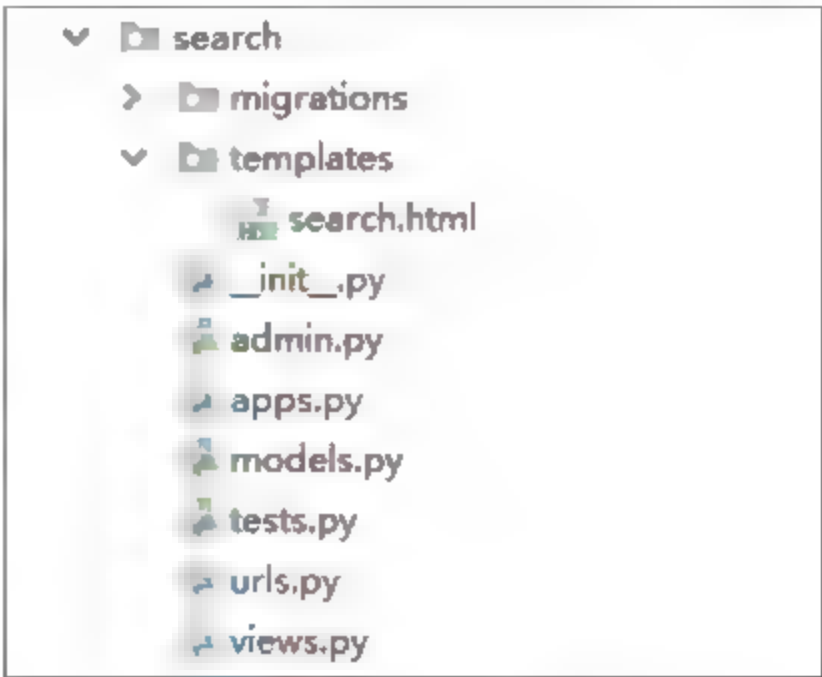 search
migrations
templates
search.html
__init__.py
admin.py
apps.py
models.py
tests.py
urls.py
views.py